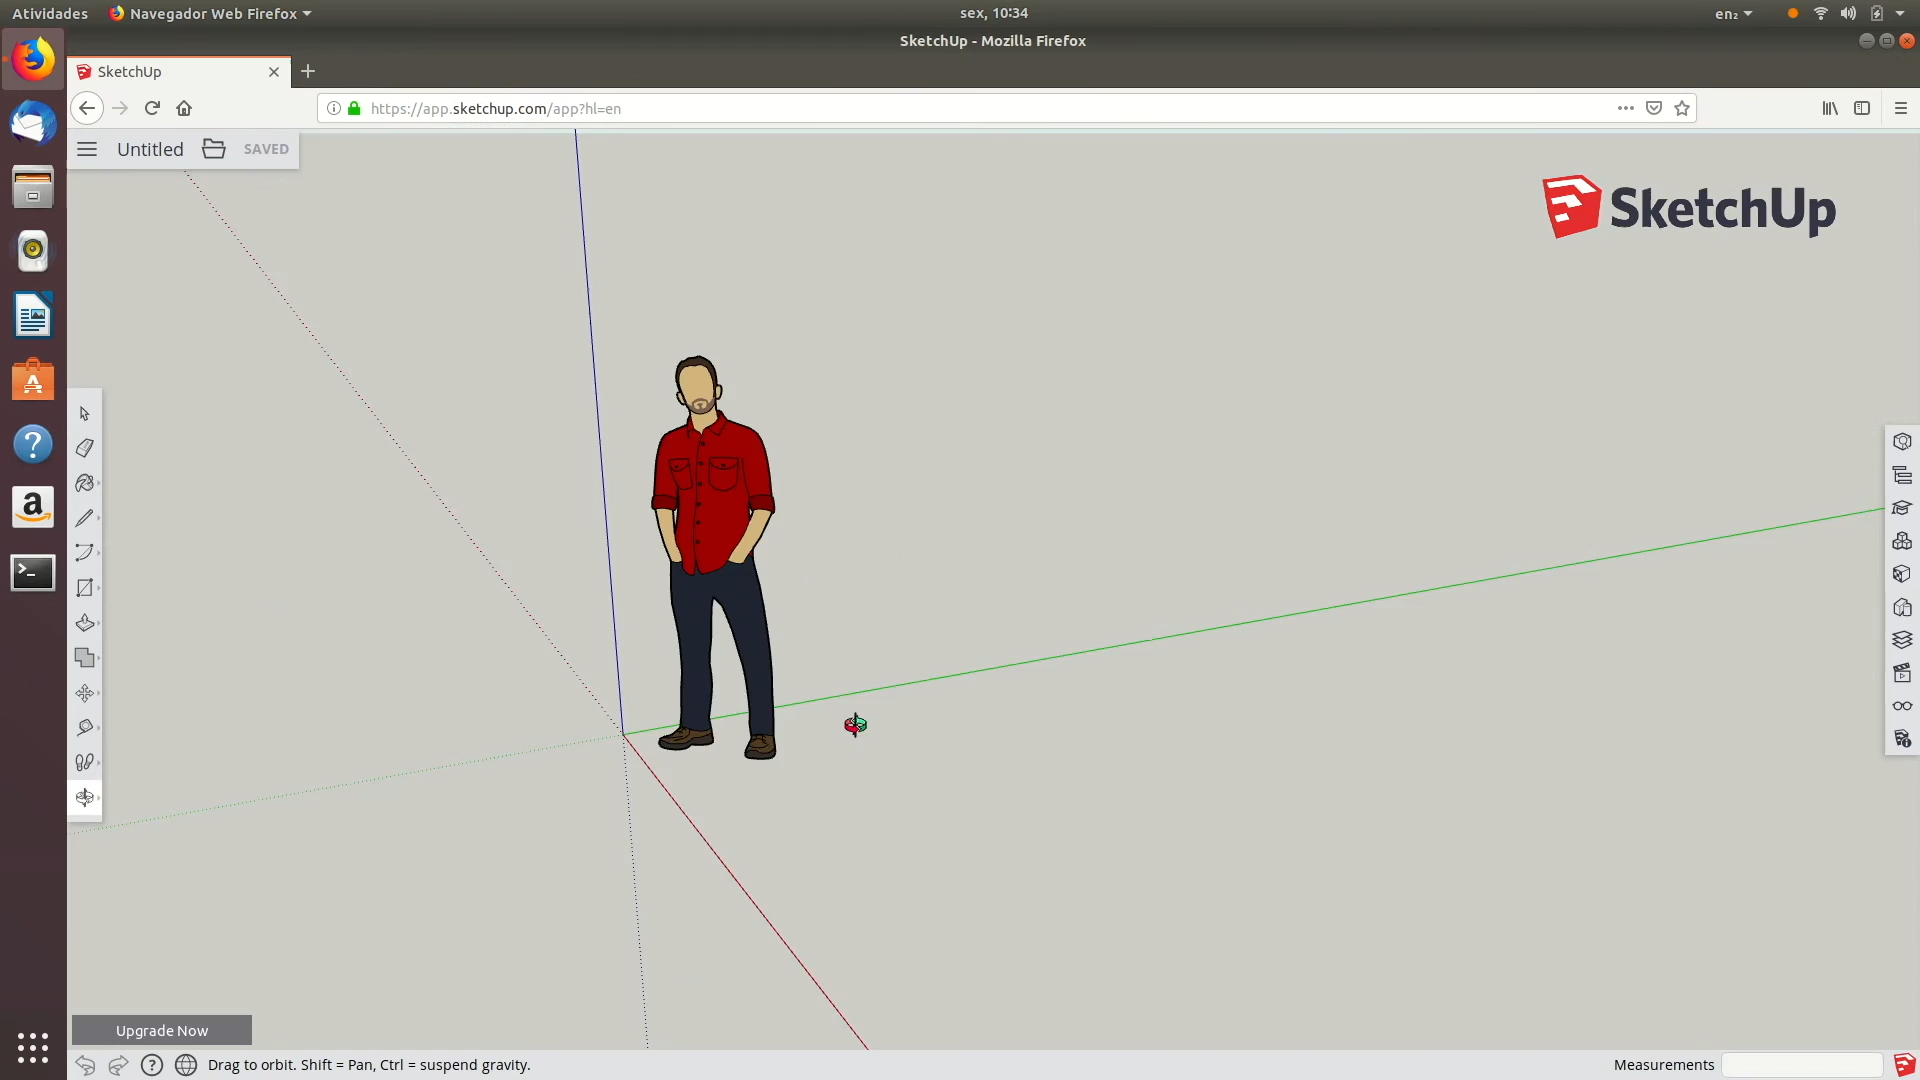 Atividades Navegador Web Firefox sex, 10:34 en₂
SketchUp - Mozilla Firefox
SketchUp
https://app.sketchup.com/app?hl=en
Untitled SAVED
SketchUp
Upgrade Now
Drag to orbit. Shift = Pan, Ctrl = suspend gravity. Measurements